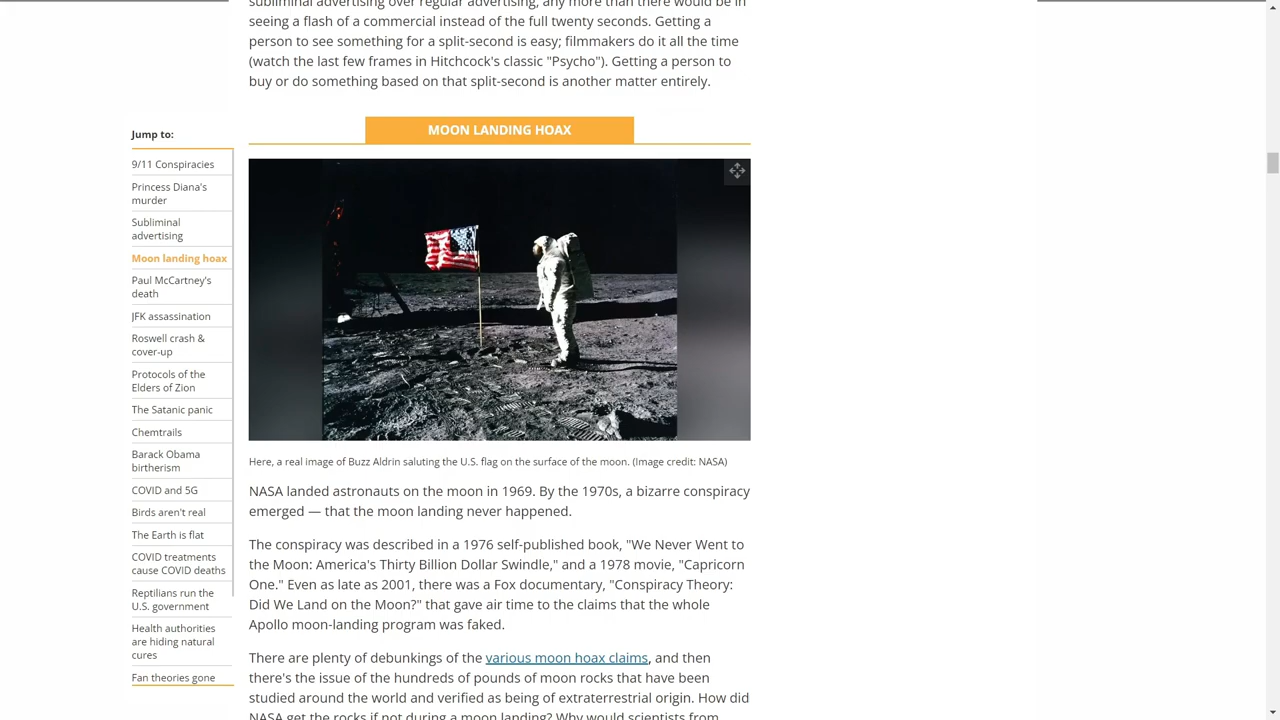 subliminal advertising over regular advertising, any more than there would be in
seeing a flash of a commercial instead of the full twenty seconds. Getting a
person to see something for a split-second is easy; filmmakers do it all the time
(watch the last few frames in Hitchcock's classic "Psycho"). Getting a person to
buy or do something based on that split-second is another matter entirely.
Jump to:
9/11 Conspiracies
Princess Diana's
murder
Subliminal
advertising
Moon landing hoax
Paul McCartney's
death
JFK assassination
Roswell crash &
cover-up
Protocols of the
Elders of Zion
The Satanic panic
Chemtrails
Barack Obama
birtherism
COVID and 5G
Birds aren't real
The Earth is flat
COVID treatments
cause COVID deaths
Reptilians run the
U.S. government
Health authorities
are hiding natural
cures
Fan theories gone
MOON LANDING HOAX
Here, a real image of Buzz Aldrin saluting the U.S. flag on the surface of the moon. (Image credit: NASA)
NASA landed astronauts on the moon in 1969. By the 1970s, a bizarre conspiracy
emerged — that the moon landing never happened.
The conspiracy was described in a 1976 self-published book, "We Never Went to
the Moon: America's Thirty Billion Dollar Swindle," and a 1978 movie, "Capricorn
One." Even as late as 2001, there was a Fox documentary, "Conspiracy Theory:
Did We Land on the Moon?" that gave air time to the claims that the whole
Apollo moon-landing program was faked.
There are plenty of debunkings of the various moon hoax claims, and then
there's the issue of the hundreds of pounds of moon rocks that have been
studied around the world and verified as being of extraterrestrial origin. How did
NASA get the rocks if not during a moon landing? Why would scientists from